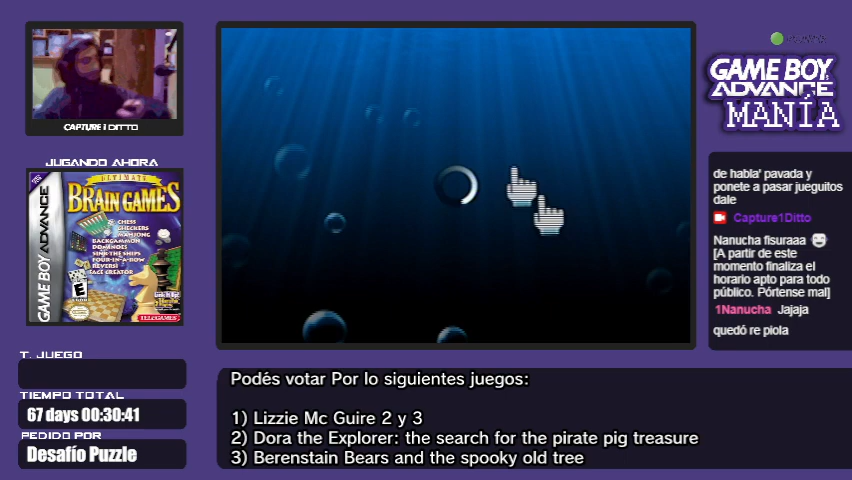 GAME BOY
ADVANCE
MANÍA
CAPTURE1DITTO
JUGANDO AHORA
GAME BOY ADVANCE
ULTIMATE
BRAIN GAMES
CHESS
CHECKERS
MAHJONG
BACKGAMMON
DOMINOES
SINK THE SHIPS
FOUR-IN-A-ROW
REVERSI
FACE CREATOR
E
TELEGAMES
T. JUEGO
TIEMPO TOTAL
67 days 00:30:41
PEDIDO POR
Desafío Puzzle
Podés votar Por lo siguientes juegos:
1) Lizzie Mc Guire 2 y 3
2) Dora the Explorer: the search for the pirate pig treasure
3) Berenstain Bears and the spooky old tree
de habla' pavada y
ponete a pasar jueguitos
dale
Capture1Ditto
Nanucha fisuraaa
[A partir de este
momento finaliza el
horario apto para todo
público. Pórtense mal]
1Nanucha Jajaja
quedó re piola